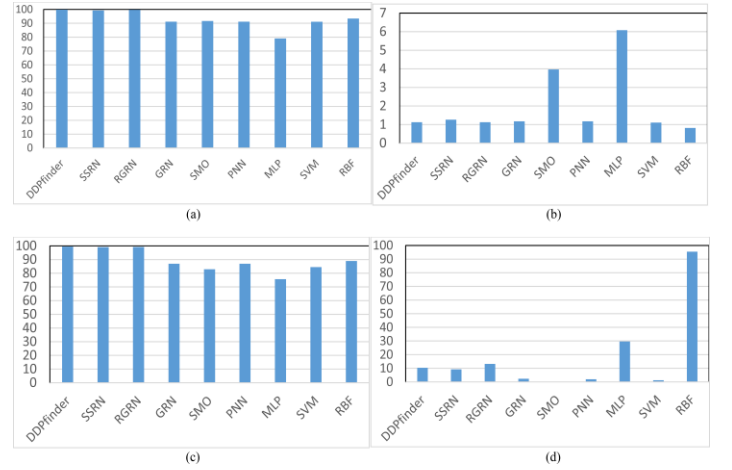 100
90
80
70
60
50
40
30
20
10
0
DDPfinder
SSRN
RGRN
GRN
SMO
PNN
MLP
SVM
RBF
(a)
7
6
5
4
3
2
1
0
DDPfinder
SSRN
RGRN
GRN
SMO
PNN
MLP
SVM
RBF
(b)
100
90
80
70
60
50
40
30
20
10
0
DDPfinder
SSRN
RGRN
GRN
SMO
PNN
MLP
SVM
RBF
(c)
100
90
80
70
60
50
40
30
20
10
0
DDPfinder
SSRN
RGRN
GRN
SMO
PNN
MLP
SVM
RBF
(d)